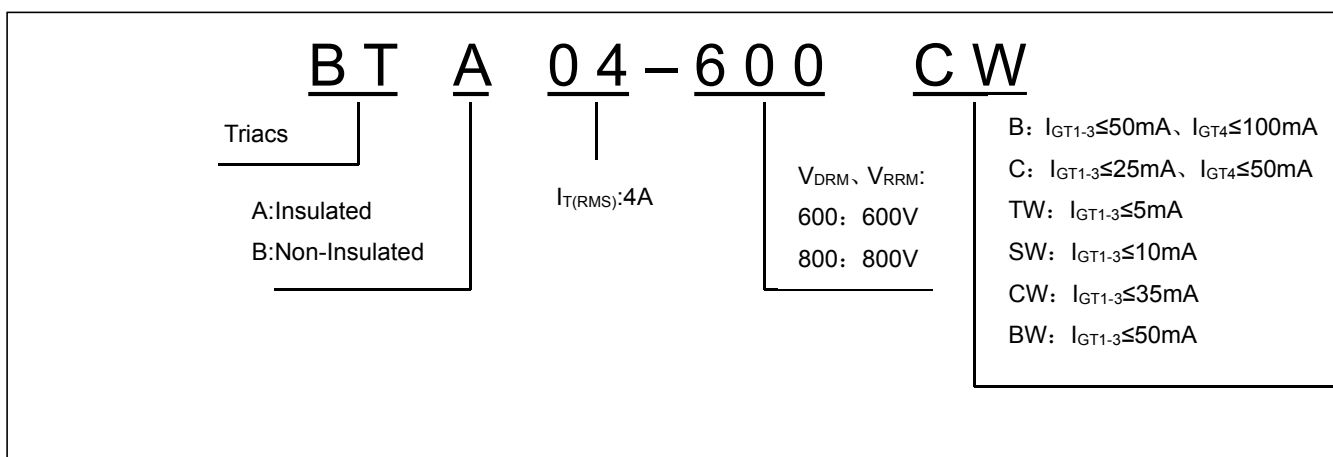 BT A 04–600 CW
Triacs
A:Insulated
B:Non-Insulated
IT(RMS):4A
VDRM、VRRM:
600：600V
800：800V
B：IGT1-3≤50mA、IGT4≤100mA
C：IGT1-3≤25mA、IGT4≤50mA
TW：IGT1-3≤5mA
SW：IGT1-3≤10mA
CW：IGT1-3≤35mA
BW：IGT1-3≤50mA